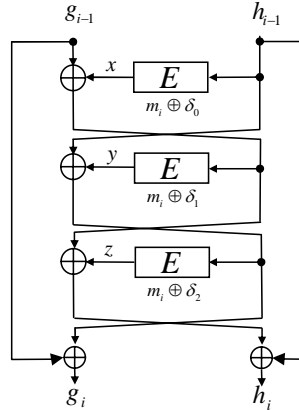 g_{i-1} h_{i-1}
x E
m_i ⊕ δ_0
y E
m_i ⊕ δ_1
z E
m_i ⊕ δ_2
g_i h_i